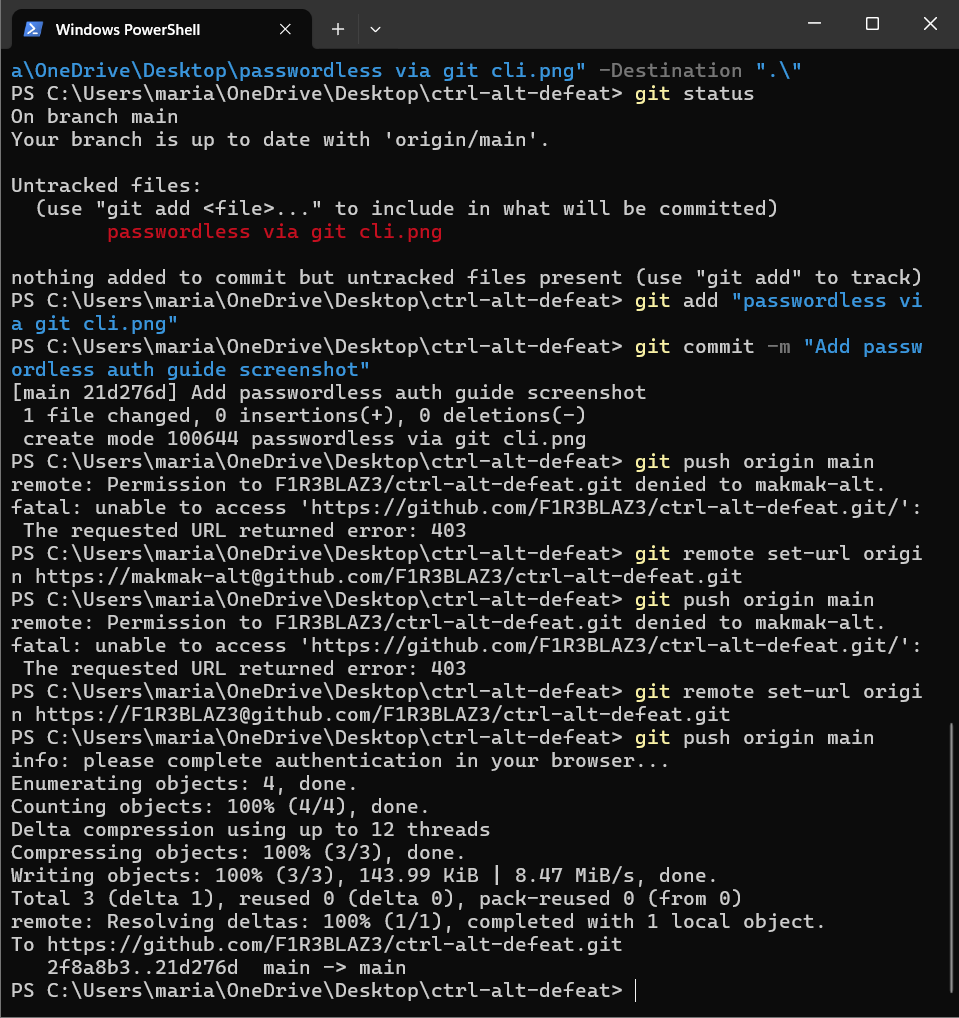 Windows PowerShell
a\OneDrive\Desktop\passwordless via git cli.png" -Destination ".\"
PS C:\Users\maria\OneDrive\Desktop\ctrl-alt-defeat> git status
On branch main
Your branch is up to date with 'origin/main'.
Untracked files:
  (use "git add <file>..." to include in what will be committed)
        passwordless via git cli.png
nothing added to commit but untracked files present (use "git add" to track)
PS C:\Users\maria\OneDrive\Desktop\ctrl-alt-defeat> git add "passwordless vi
a git cli.png"
PS C:\Users\maria\OneDrive\Desktop\ctrl-alt-defeat> git commit -m "Add passw
ordless auth guide screenshot"
[main 21d276d] Add passwordless auth guide screenshot
 1 file changed, 0 insertions(+), 0 deletions(-)
 create mode 100644 passwordless via git cli.png
PS C:\Users\maria\OneDrive\Desktop\ctrl-alt-defeat> git push origin main
remote: Permission to F1R3BLAZ3/ctrl-alt-defeat.git denied to makmak-alt.
fatal: unable to access 'https://github.com/F1R3BLAZ3/ctrl-alt-defeat.git/':
 The requested URL returned error: 403
PS C:\Users\maria\OneDrive\Desktop\ctrl-alt-defeat> git remote set-url origi
n https://makmak-alt@github.com/F1R3BLAZ3/ctrl-alt-defeat.git
PS C:\Users\maria\OneDrive\Desktop\ctrl-alt-defeat> git push origin main
remote: Permission to F1R3BLAZ3/ctrl-alt-defeat.git denied to makmak-alt.
fatal: unable to access 'https://github.com/F1R3BLAZ3/ctrl-alt-defeat.git/':
 The requested URL returned error: 403
PS C:\Users\maria\OneDrive\Desktop\ctrl-alt-defeat> git remote set-url origi
n https://F1R3BLAZ3@github.com/F1R3BLAZ3/ctrl-alt-defeat.git
PS C:\Users\maria\OneDrive\Desktop\ctrl-alt-defeat> git push origin main
info: please complete authentication in your browser...
Enumerating objects: 4, done.
Counting objects: 100% (4/4), done.
Delta compression using up to 12 threads
Compressing objects: 100% (3/3), done.
Writing objects: 100% (3/3), 143.99 KiB | 8.47 MiB/s, done.
Total 3 (delta 1), reused 0 (delta 0), pack-reused 0 (from 0)
remote: Resolving deltas: 100% (1/1), completed with 1 local object.
To https://github.com/F1R3BLAZ3/ctrl-alt-defeat.git
   2f8a8b3..21d276d  main -> main
PS C:\Users\maria\OneDrive\Desktop\ctrl-alt-defeat>